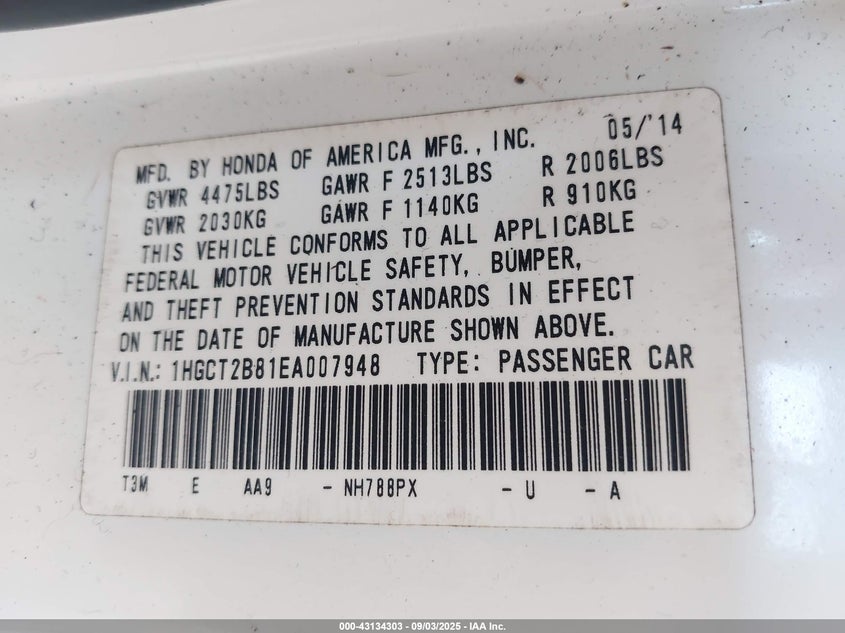 MFD. BY HONDA OF AMERICA MFG., INC. 05/'14
GVWR 4475LBS GAWR F 2513LBS R 2006LBS
GVWR 2030KG GAWR F 1140KG R 910KG
THIS VEHICLE CONFORMS TO ALL APPLICABLE
FEDERAL MOTOR VEHICLE SAFETY, BUMPER,
AND THEFT PREVENTION STANDARDS IN EFFECT
ON THE DATE OF MANUFACTURE SHOWN ABOVE.
V.I.N.: 1HGCT2B81EA007948 TYPE: PASSENGER CAR
T3M E AA9 - NH788PX - U - A
000-43134303 | 09/03/2025 - IAA Inc.